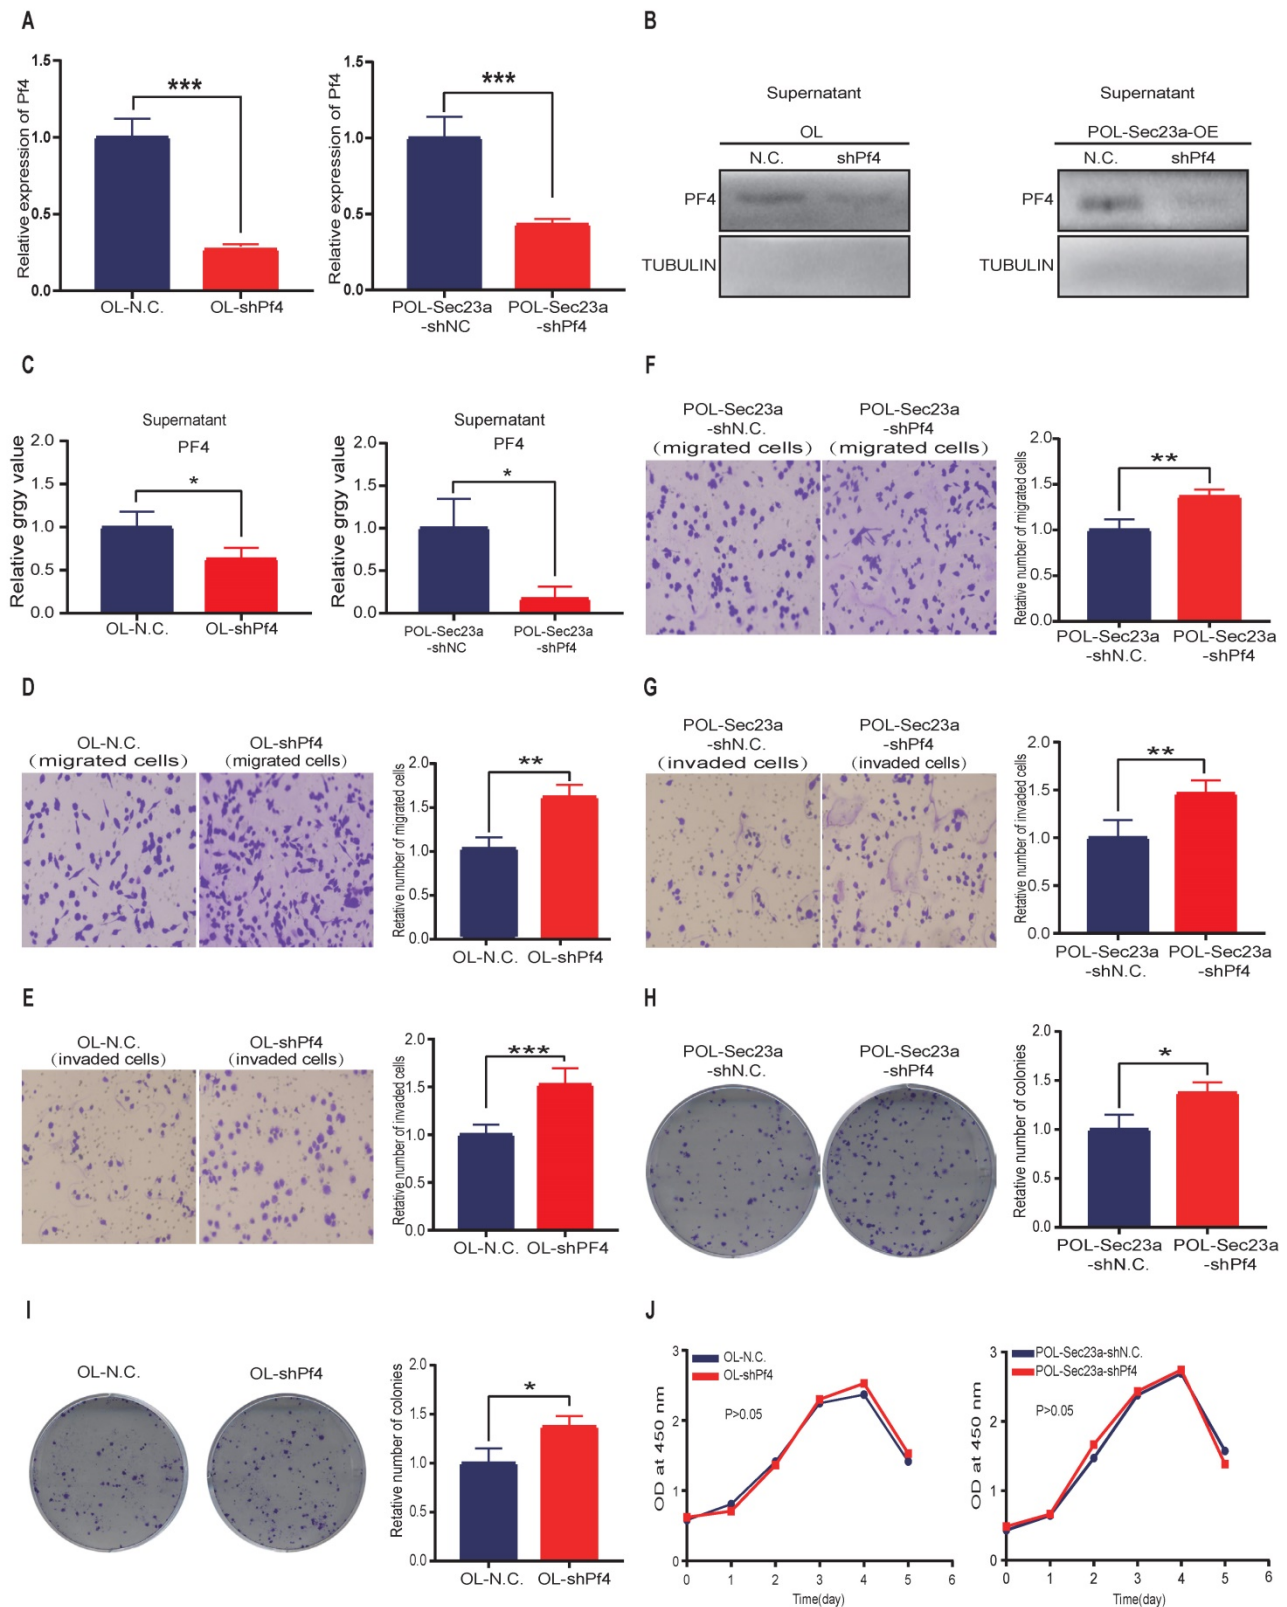 A
Relative expression of Pf4
1.5
1.0
0.5
0.0
***
OL-N.C.
OL-shPf4
Relative expression of Pf4
1.5
1.0
0.5
0.0
***
POL-Sec23a
-shNC
POL-Sec23a
-shPf4
B
Supernatant
OL
N.C.
shPf4
PF4
TUBULIN
Supernatant
POL-Sec23a-OE
N.C.
shPf4
PF4
TUBULIN
C
Supernatant
PF4
Relative grgy value
2.0
1.5
1.0
0.5
0.0
*
OL-N.C.
OL-shPf4
Supernatant
PF4
Relative grgy value
2.0
1.5
1.0
0.5
0.0
*
POL-Sec23a
-shNC
POL-Sec23a
-shPf4
D
OL-N.C.
(migrated cells)
OL-shPf4
(migrated cells)
Retative number of migrated cells
2.0
1.5
1.0
0.5
0.0
**
OL-N.C.
OL-shPf4
E
OL-N.C.
(invaded cells)
OL-shPf4
(invaded cells)
Retative number of invaded cells
2.0
1.5
1.0
0.5
0.0
***
OL-N.C.
OL-shPF4
F
POL-Sec23a
-shN.C.
(migrated cells)
POL-Sec23a
-shPf4
(migrated cells)
Retative number of migrated cells
2.0
1.5
1.0
0.5
0.0
**
POL-Sec23a
-shN.C.
POL-Sec23a
-shPf4
G
POL-Sec23a
-shN.C.
(invaded cells)
POL-Sec23a
-shPf4
(invaded cells)
Retative number of invaded cells
2.0
1.5
1.0
0.5
0.0
**
POL-Sec23a
-shN.C.
POL-Sec23a
-shPf4
H
POL-Sec23a
-shN.C.
POL-Sec23a
-shPf4
Relative number of colonies
2.0
1.5
1.0
0.5
0.0
*
POL-Sec23a
-shN.C.
POL-Sec23a
-shPf4
I
OL-N.C.
OL-shPf4
Relative number of colonies
2.0
1.5
1.0
0.5
0.0
*
OL-N.C.
OL-shPf4
J
OD at 450 nm
3
2
1
0
OL-N.C.
OL-shPf4
P>0.05
0 1 2 3 4 5 6
Time(day)
OD at 450 nm
3
2
1
0
POL-Sec23a-shN.C.
POL-Sec23a-shPf4
P>0.05
0 1 2 3 4 5 6
Time(day)